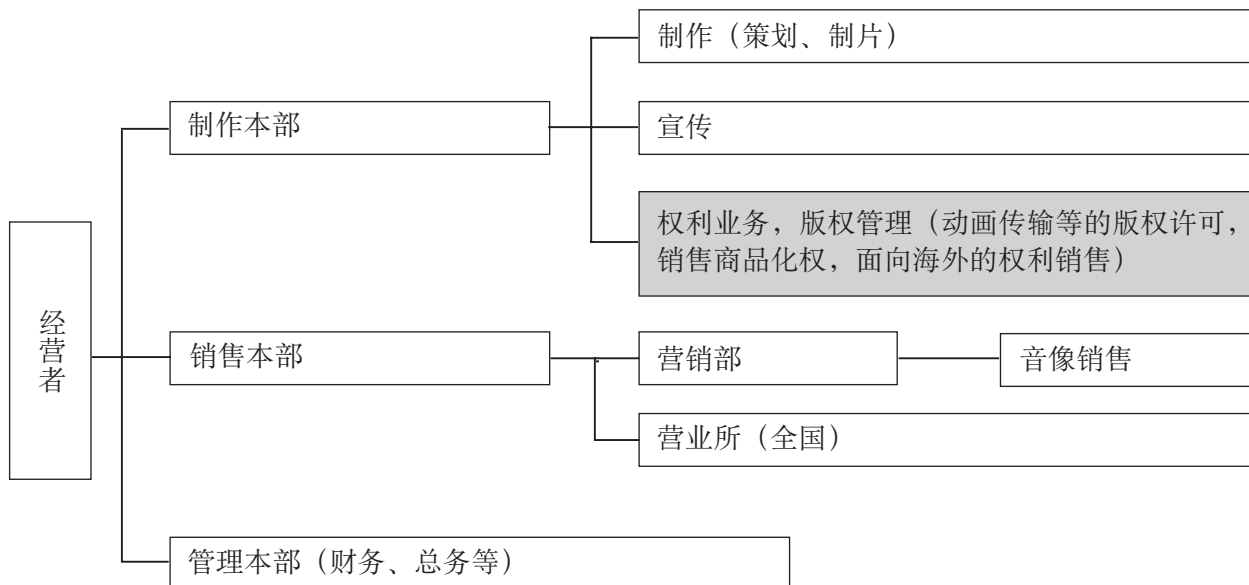 制作（策划、制片）
制作本部
宣传
权利业务，版权管理（动画传输等的版权许可，
销售商品化权，面向海外的权利销售）
经营者
销售本部
营销部
音像销售
营业所（全国）
管理本部（财务、总务等）